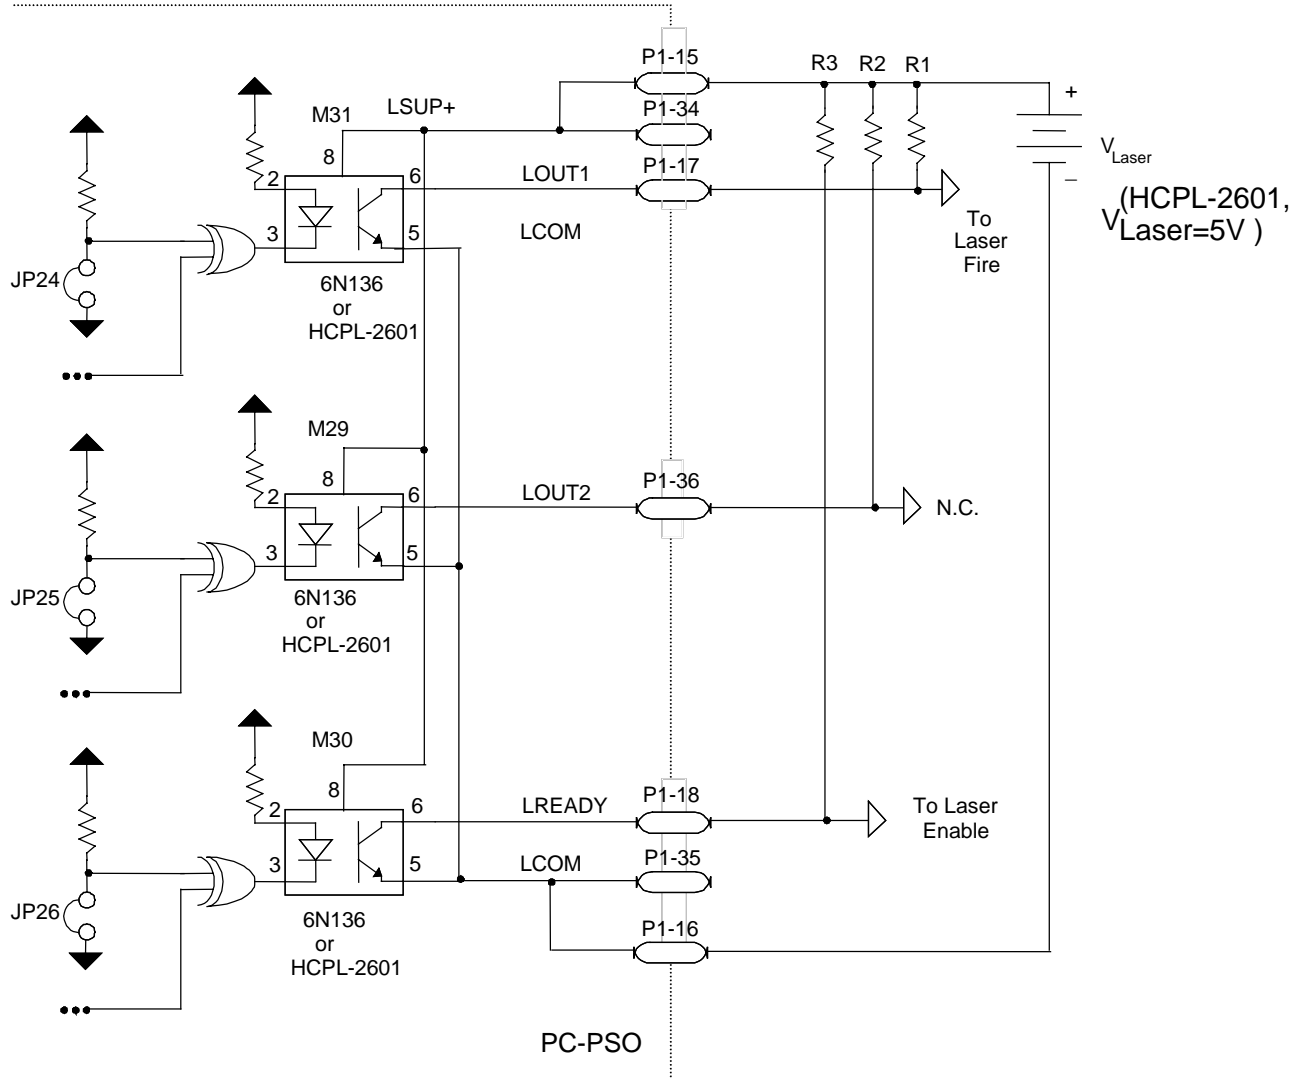 P1-15
R3
R2
R1
+
M31
LSUP+
P1-34
8
V Laser
2
6
LOUT1
P1-17
–
(HCPL-2601,
V Laser=5V )
3
5
LCOM
To
Laser
Fire
JP24
6N136
or
HCPL-2601
•••
M29
8
P1-36
2
6
LOUT2
N.C.
3
5
JP25
6N136
or
HCPL-2601
•••
M30
8
2
6
LREADY
P1-18
To Laser
Enable
3
5
LCOM
P1-35
JP26
6N136
or
HCPL-2601
P1-16
•••
PC-PSO